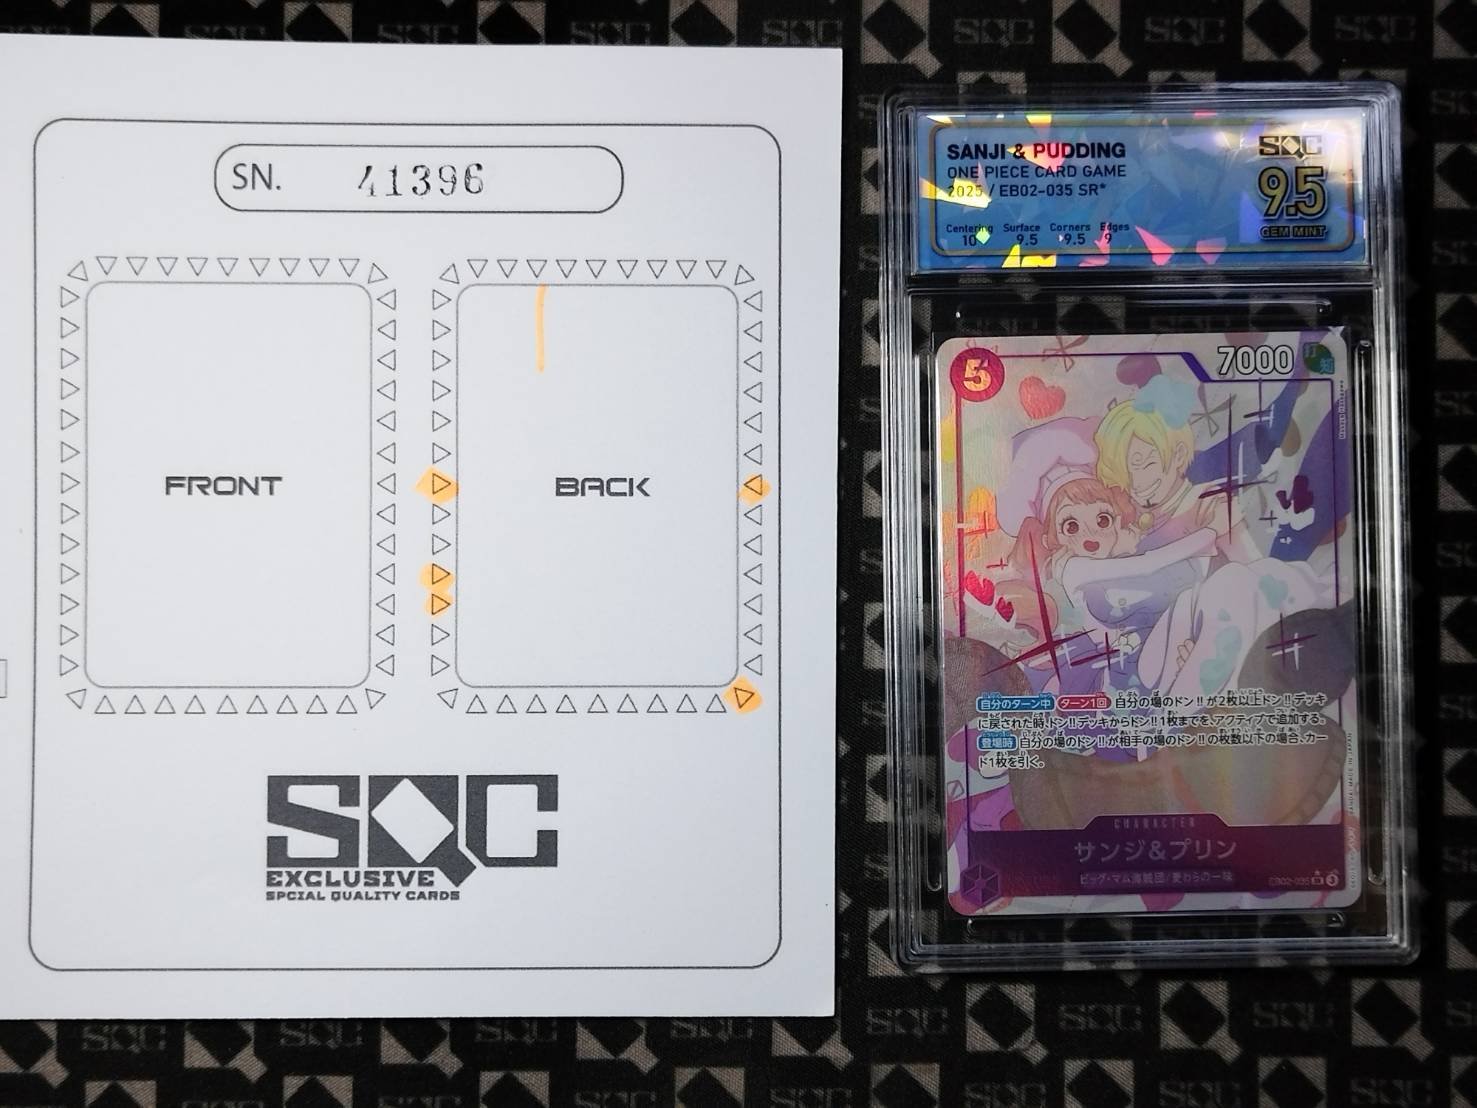 SN. 41396
FRONT
BACK
SQC
EXCLUSIVE
SPCIAL QUALITY CARDS
SANJI & PUDDING
ONE PIECE CARD GAME
2025 / EB02-035 SR*
Centering Surface Corners Edges
10 9.5 9.5 9
SQC
9.5
GEM MINT
5
7000
打
知
自分のターン中 ターン1回 自分の場のドン!!が2枚以上ドン!!デッキ
に戻された時、ドン!!デッキからドン!!1枚までを、アクティブで追加する。
登場時 自分の場のドン!!が相手の場のドン!!の枚数以下の場合、カー
ド1枚を引く。
CHARACTER
サンジ&プリン
ビッグ・マム海賊団/麦わらの一味
EB02-035 SR 3